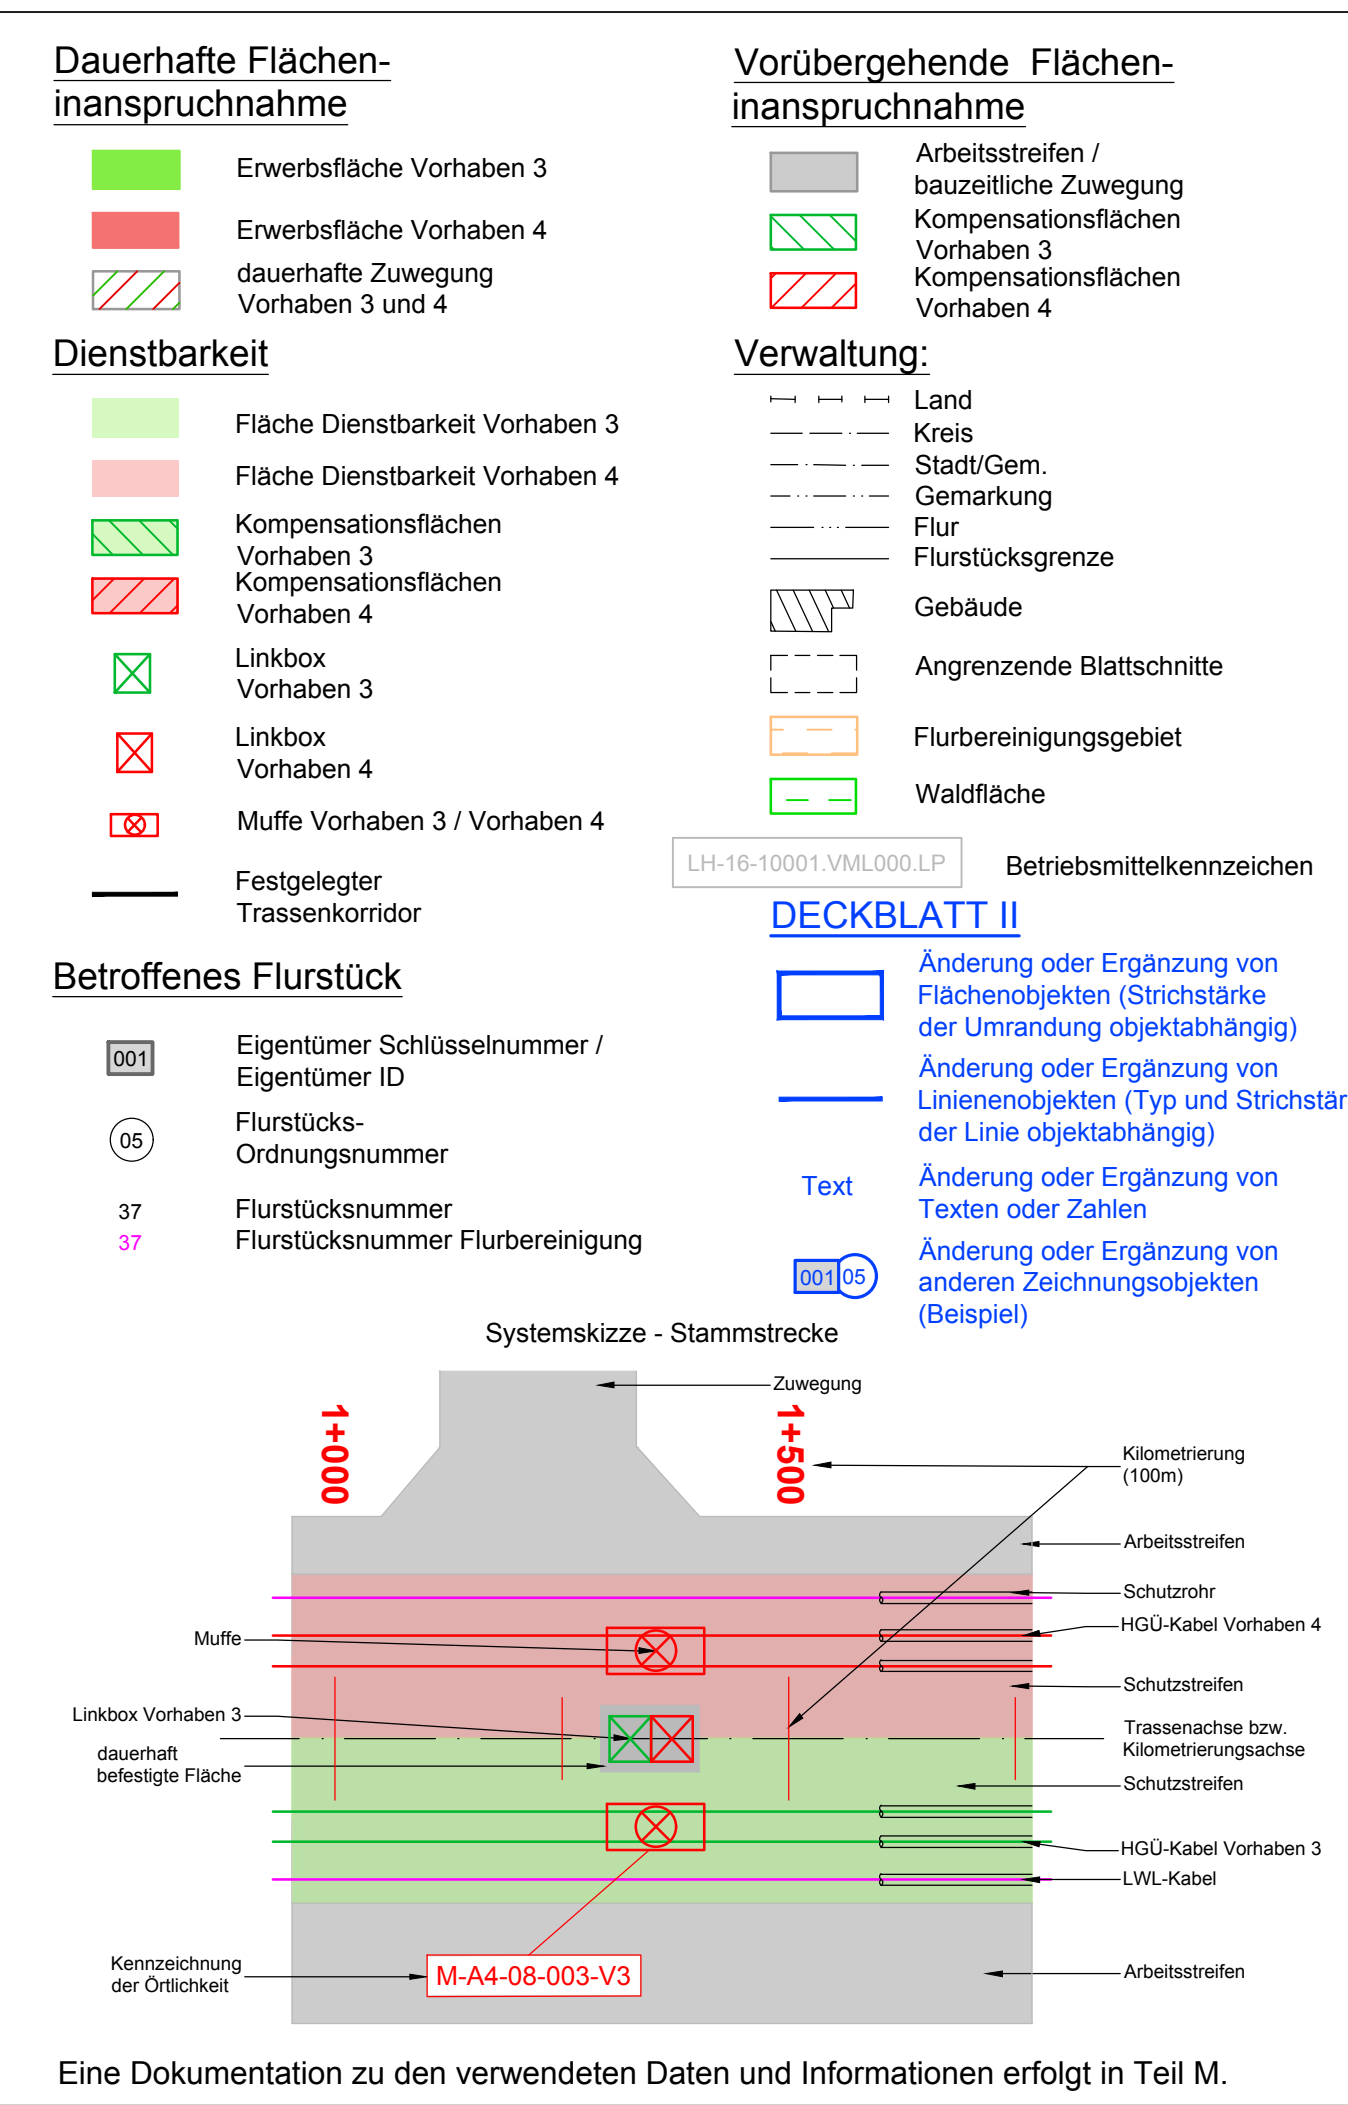 Dauerhafte Flächen-
inanspruchnahme
Erwerbsfläche Vorhaben 3
Erwerbsfläche Vorhaben 4
dauerhafte Zuwegung
Vorhaben 3 und 4
Dienstbarkeit
Fläche Dienstbarkeit Vorhaben 3
Fläche Dienstbarkeit Vorhaben 4
Kompensationsflächen
Vorhaben 3
Kompensationsflächen
Vorhaben 4
Linkbox
Vorhaben 3
Linkbox
Vorhaben 4
Muffe Vorhaben 3 / Vorhaben 4
Festgelegter
Trassenkorridor
Betroffenes Flurstück
001
Eigentümer Schlüsselnummer /
Eigentümer ID
05
Flurstücks-
Ordnungsnummer
37
Flurstücksnummer
37
Flurstücksnummer Flurbereinigung
Vorübergehende Flächen-
inanspruchnahme
Arbeitsstreifen /
bauzeitliche Zuwegung
Kompensationsflächen
Vorhaben 3
Kompensationsflächen
Vorhaben 4
Verwaltung:
Land
Kreis
Stadt/Gem.
Gemarkung
Flur
Flurstücksgrenze
Gebäude
Angrenzende Blattschnitte
Flurbereinigungsgebiet
Waldfläche
LH-16-10001.VML000.LP
Betriebsmittelkennzeichen
DECKBLATT II
Änderung oder Ergänzung von
Flächenobjekten (Strichstärke
der Umrandung objektabhängig)
Änderung oder Ergänzung von
Linienenobjekten (Typ und Strichstär
der Linie objektabhängig)
Text
Änderung oder Ergänzung von
Texten oder Zahlen
001 05
Änderung oder Ergänzung von
anderen Zeichnungsobjekten
(Beispiel)
Systemskizze - Stammstrecke
Zuwegung
1+000
1+500
Kilometrierung
(100m)
Arbeitsstreifen
Schutzrohr
HGÜ-Kabel Vorhaben 4
Muffe
Schutzstreifen
Linkbox Vorhaben 3
Trassenachse bzw.
Kilometrierungsachse
dauerhaft
befestigte Fläche
Schutzstreifen
HGÜ-Kabel Vorhaben 3
LWL-Kabel
Kennzeichnung
der Örtlichkeit
M-A4-08-003-V3
Arbeitsstreifen
Eine Dokumentation zu den verwendeten Daten und Informationen erfolgt in Teil M.